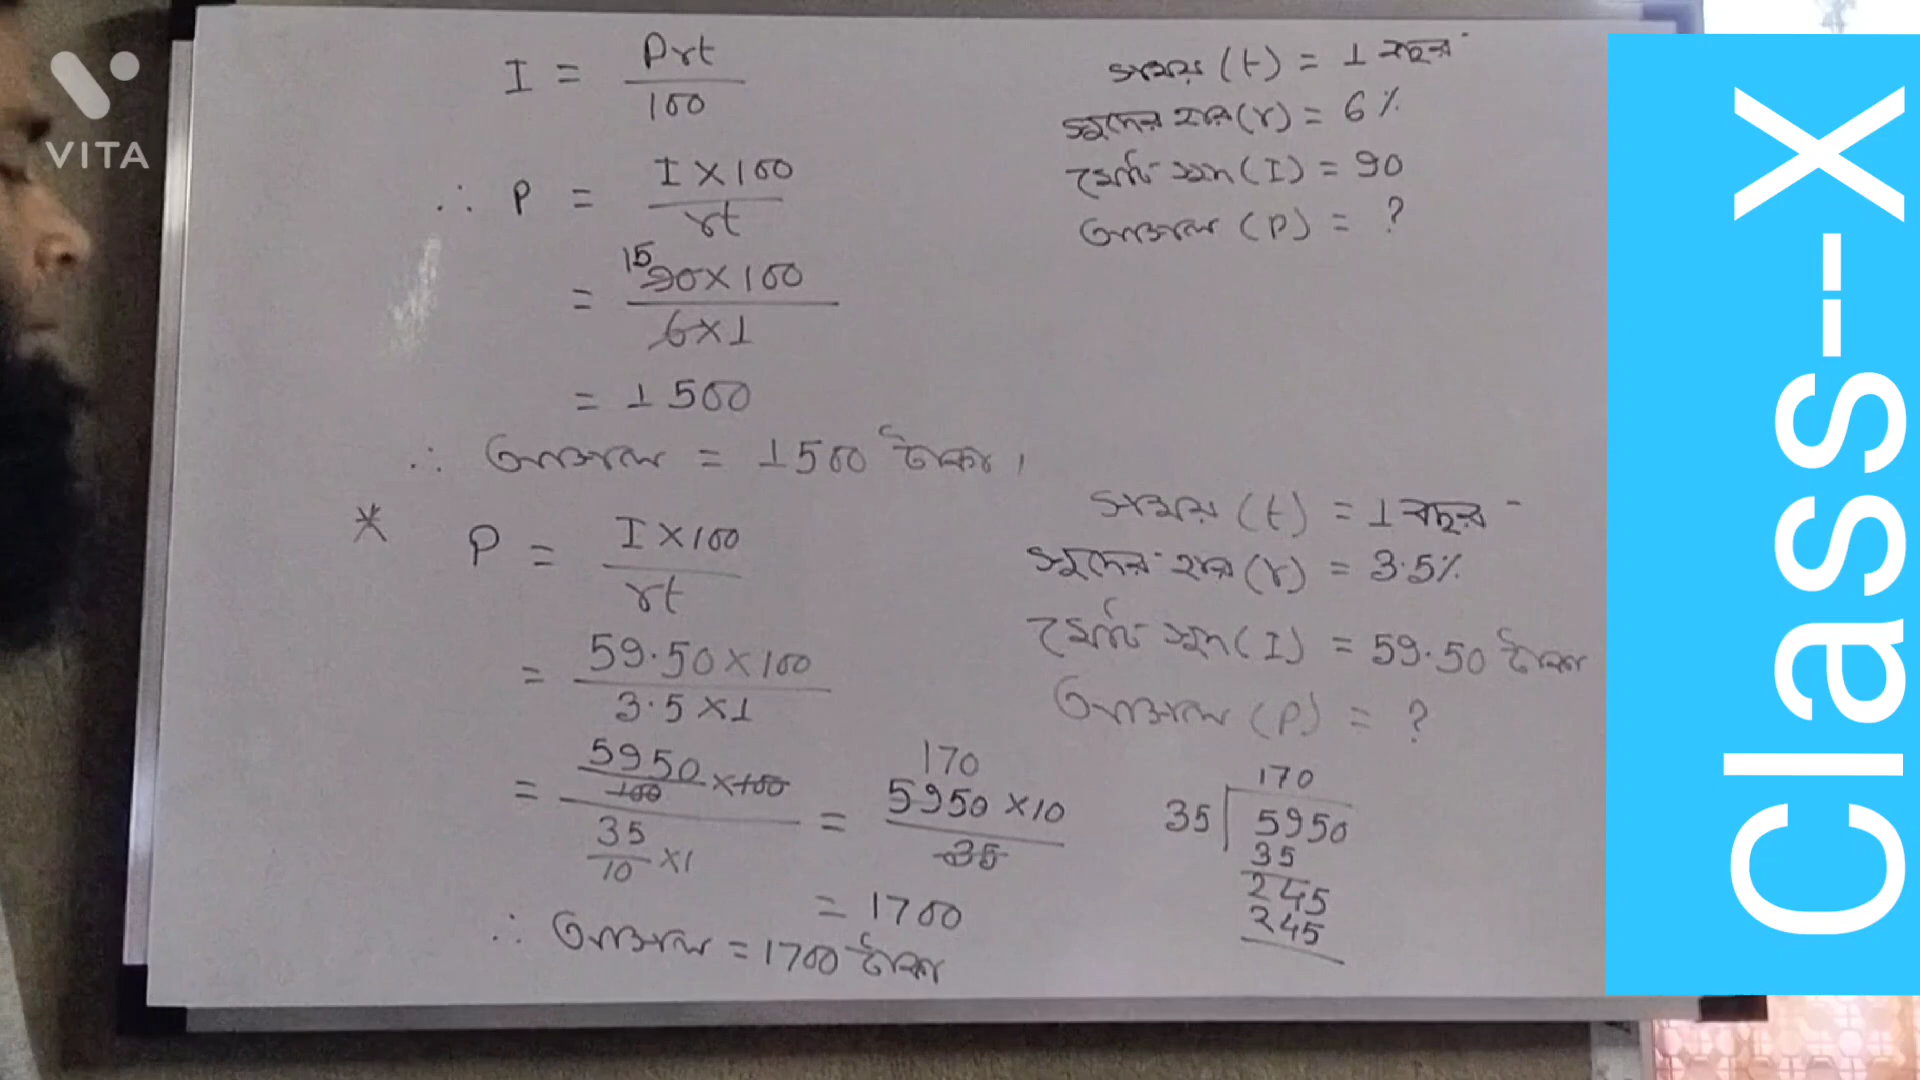 VITA
I = Prt / 100
∴ P = I × 100 / rt
= 15 90 × 100 / 6 × 1
= 1500
∴ আসল = 1500 টাকা।
সময় (t) = 1 বছর
সুদের হার (r) = 6%
মোট সুদ (I) = 90
আসল (P) = ?
* P = I × 100 / rt
= 59.50 × 100 / 3.5 × 1
= 5950/100 × 100 / 35/10 × 1 = 170 5950 × 10 / 35
= 1700
∴ আসল = 1700 টাকা
সময় (t) = 1 বছর
সুদের হার (r) = 3.5%
মোট সুদ (I) = 59.50 টাকা
আসল (P) = ?
170
35 5950
35
245
245
Class--X